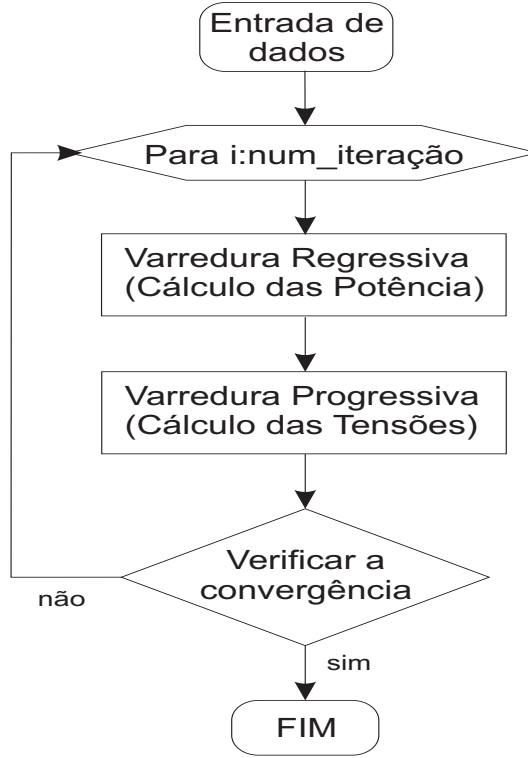 Entrada de
dados
Para i:num_iteração
Varredura Regressiva
(Cálculo das Potência)
Varredura Progressiva
(Cálculo das Tensões)
Verificar a
convergência
não
sim
FIM